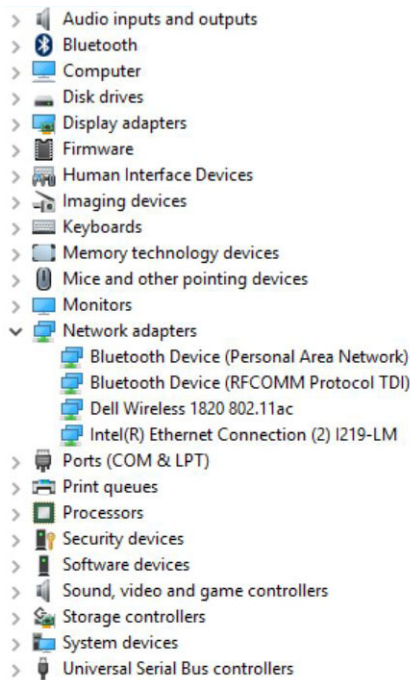 Audio inputs and outputs
Bluetooth
Computer
Disk drives
Display adapters
Firmware
Human Interface Devices
Imaging devices
Keyboards
Memory technology devices
Mice and other pointing devices
Monitors
Network adapters
Bluetooth Device (Personal Area Network)
Bluetooth Device (RFCOMM Protocol TDI)
Dell Wireless 1820 802.11ac
Intel(R) Ethernet Connection (2) I219-LM
Ports (COM & LPT)
Print queues
Processors
Security devices
Software devices
Sound, video and game controllers
Storage controllers
System devices
Universal Serial Bus controllers